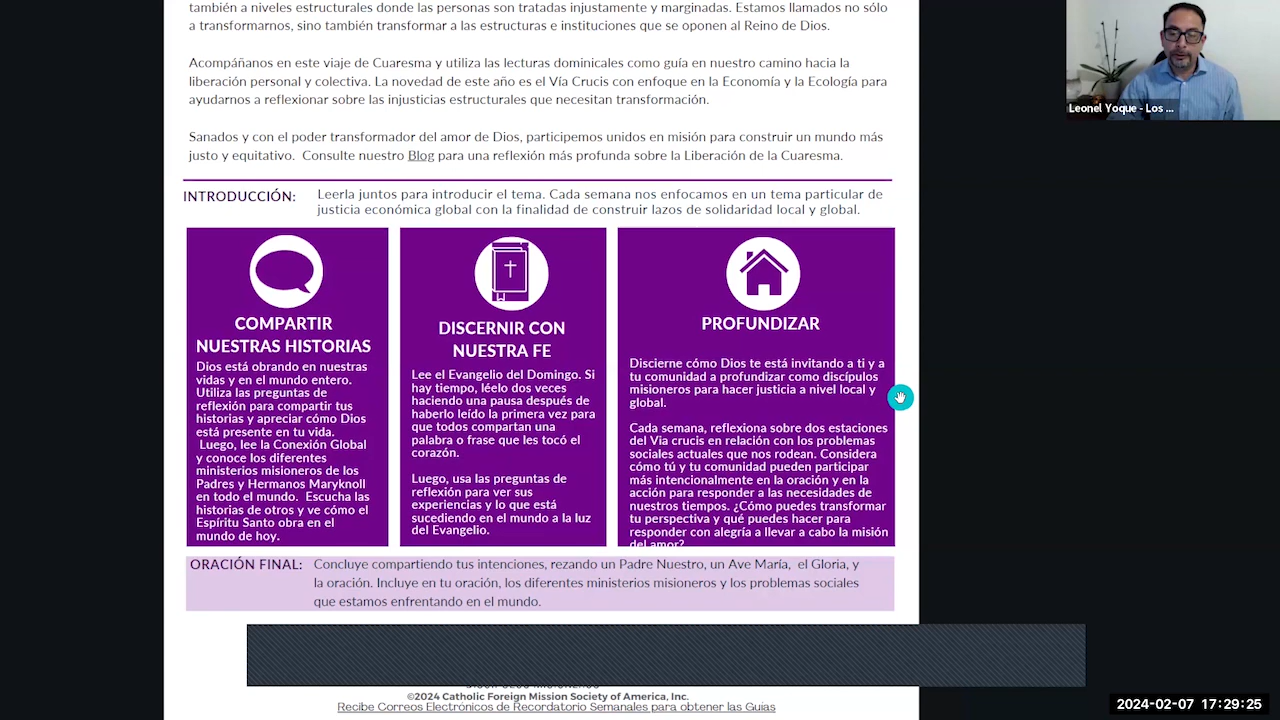 también a niveles estructurales donde las personas son tratadas injustamente y marginadas. Estamos llamados no sólo
a transformarnos, sino también transformar a las estructuras e instituciones que se oponen al Reino de Dios.
Acompáñanos en este viaje de Cuaresma y utiliza las lecturas dominicales como guía en nuestro camino hacia la
liberación personal y colectiva. La novedad de este año es el Vía Crucis con enfoque en la Economía y la Ecología para
ayudarnos a reflexionar sobre las injusticias estructurales que necesitan transformación.
Sanados y con el poder transformador del amor de Dios, participemos unidos en misión para construir un mundo más
justo y equitativo. Consulte nuestro Blog para una reflexión más profunda sobre la Liberación de la Cuaresma.
INTRODUCCIÓN: Leerla juntos para introducir el tema. Cada semana nos enfocamos en un tema particular de
justicia económica global con la finalidad de construir lazos de solidaridad local y global.
COMPARTIR
NUESTRAS HISTORIAS
Dios está obrando en nuestras
vidas y en el mundo entero.
Utiliza las preguntas de
reflexión para compartir tus
historias y apreciar cómo Dios
está presente en tu vida.
Luego, lee la Conexión Global
y conoce los diferentes
ministerios misioneros de los
Padres y Hermanos Maryknoll
en todo el mundo. Escucha las
historias de otros y ve cómo el
Espíritu Santo obra en el
mundo de hoy.
DISCERNIR CON
NUESTRA FE
Lee el Evangelio del Domingo. Si
hay tiempo, léelo dos veces
haciendo una pausa después de
haberlo leído la primera vez para
que todos compartan una
palabra o frase que les tocó el
corazón.
Luego, usa las preguntas de
reflexión para ver sus
experiencias y lo que está
sucediendo en el mundo a la luz
del Evangelio.
PROFUNDIZAR
Discierne cómo Dios te está invitando a ti y a
tu comunidad a profundizar como discípulos
misioneros para hacer justicia a nivel local y
global.
Cada semana, reflexiona sobre dos estaciones
del Via crucis en relación con los problemas
sociales actuales que nos rodean. Considera
cómo tú y tu comunidad pueden participar
más intencionalmente en la oración y en la
acción para responder a las necesidades de
nuestros tiempos. ¿Cómo puedes transformar
tu perspectiva y qué puedes hacer para
responder con alegría a llevar a cabo la misión
del amor?
ORACIÓN FINAL: Concluye compartiendo tus intenciones, rezando un Padre Nuestro, un Ave María, el Gloria, y
la oración. Incluye en tu oración, los diferentes ministerios misioneros y los problemas sociales
que estamos enfrentando en el mundo.
©2024 Catholic Foreign Mission Society of America, Inc.
Recibe Correos Electrónicos de Recordatorio Semanales para obtener las Guías
Leonel Yoque - Los ...
2024-02-07 17:29:25